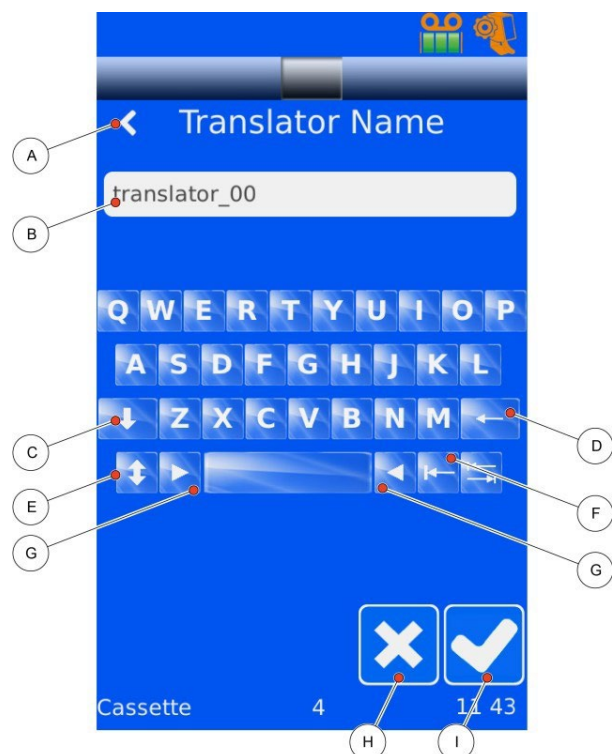 Translator Name
A
translator_00
B
Q W E R T Y U I O P
A S D F G H J K L
C
Z X C V B N M
D
E
F
G
G
Cassette 4 11 43
H
I